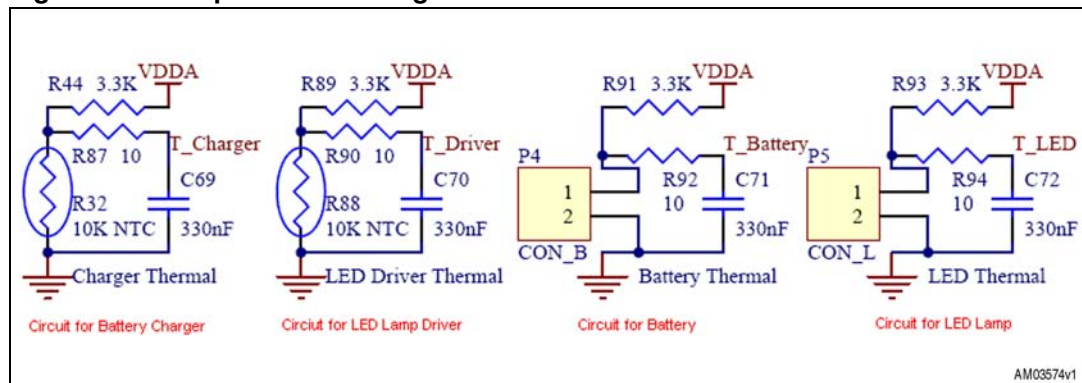 R44 3.3K VDDA
T_Charger
R87 10
C69
R32
10K NTC 330nF
Charger Thermal
Circuit for Battery Charger
R89 3.3K VDDA
T_Driver
R90 10
C70
R88
10K NTC 330nF
LED Driver Thermal
Circiut for LED Lamp Driver
R91 3.3K VDDA
T_Battery
P4
R92 C71
1
10
2
330nF
CON_B
Battery Thermal
Circuit for Battery
R93 3.3K VDDA
T_LED
P5
R94 C72
1
10
2
330nF
CON_L
LED Thermal
Circuit for LED Lamp
AM03574v1